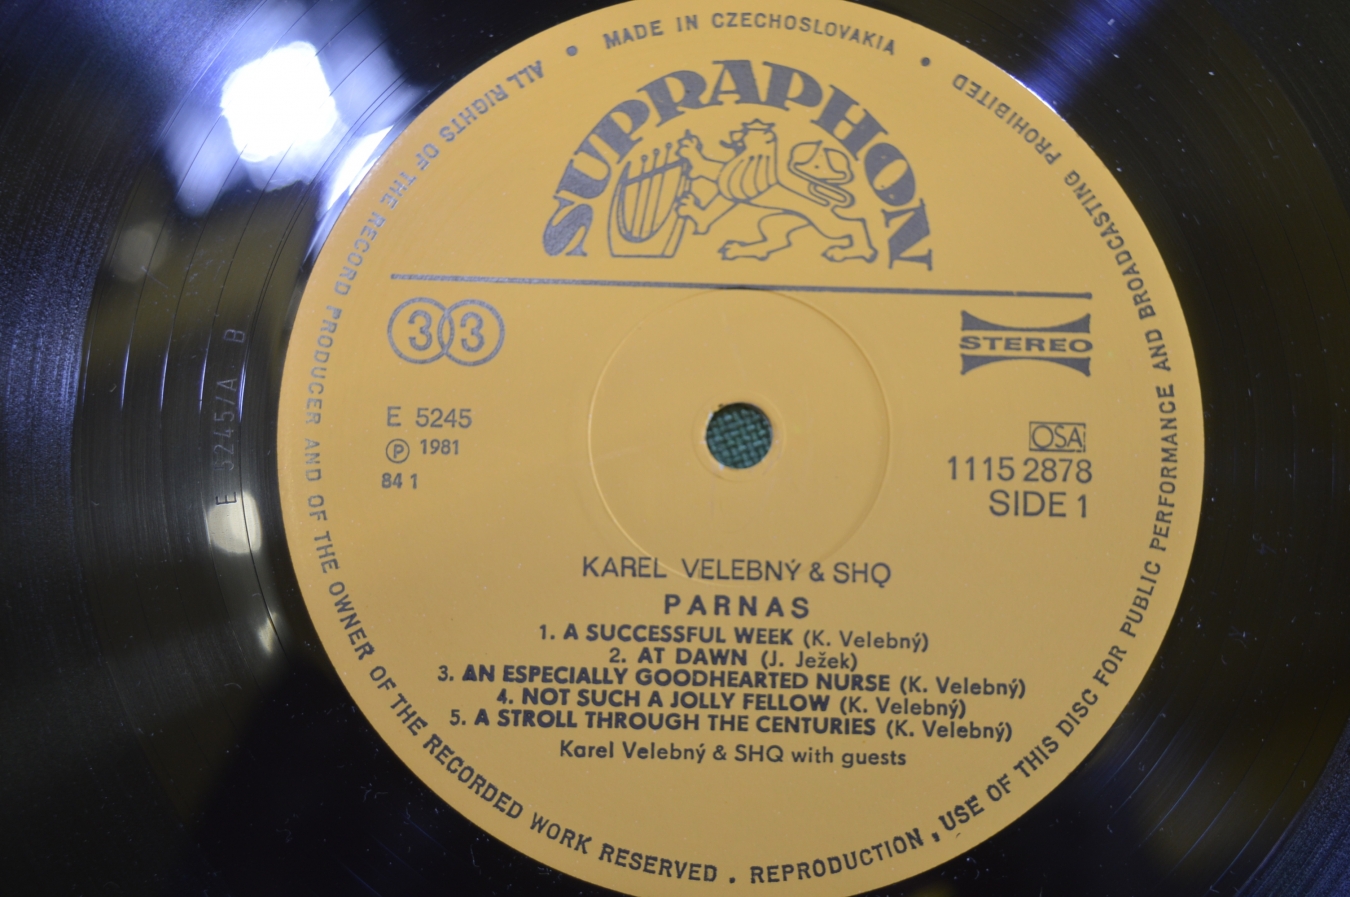 MADE IN CZECHOSLOVAKIA
ALL RIGHTS OF THE RECORD PRODUCER AND OF THE OWNER OF THE RECORDED WORK RESERVED . REPRODUCTION, USE OF THIS DISC FOR PUBLIC PERFORMANCE AND BROADCASTING PROHIBITED
SUPRAPHON
33
STEREO
E 5245
Ⓟ 1981
84 1
OSA
1115 2878
SIDE 1
KAREL VELEBNÝ & SHQ
PARNAS
1. A SUCCESSFUL WEEK (K. Velebný)
2. AT DAWN (J. Ježek)
3. AN ESPECIALLY GOODHEARTED NURSE (K. Velebný)
4. NOT SUCH A JOLLY FELLOW (K. Velebný)
5. A STROLL THROUGH THE CENTURIES (K. Velebný)
Karel Velebný & SHQ with guests
E 5245/A B